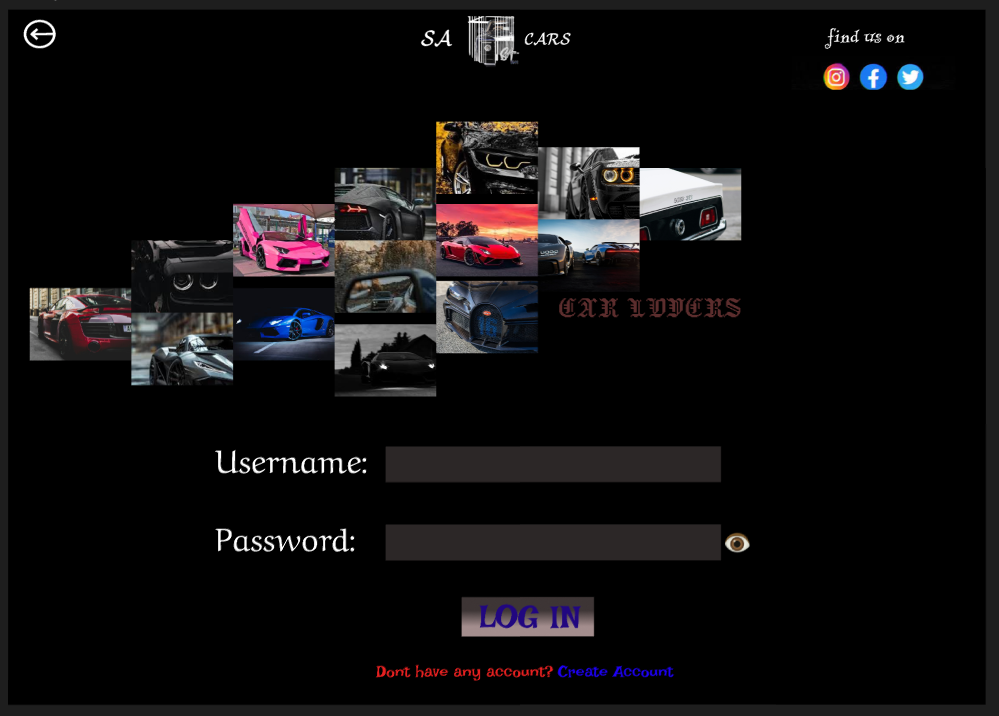 SA CARS
find us on
CAR LOVERS
Username:
Password:
LOG IN
Dont have any account? Create Account